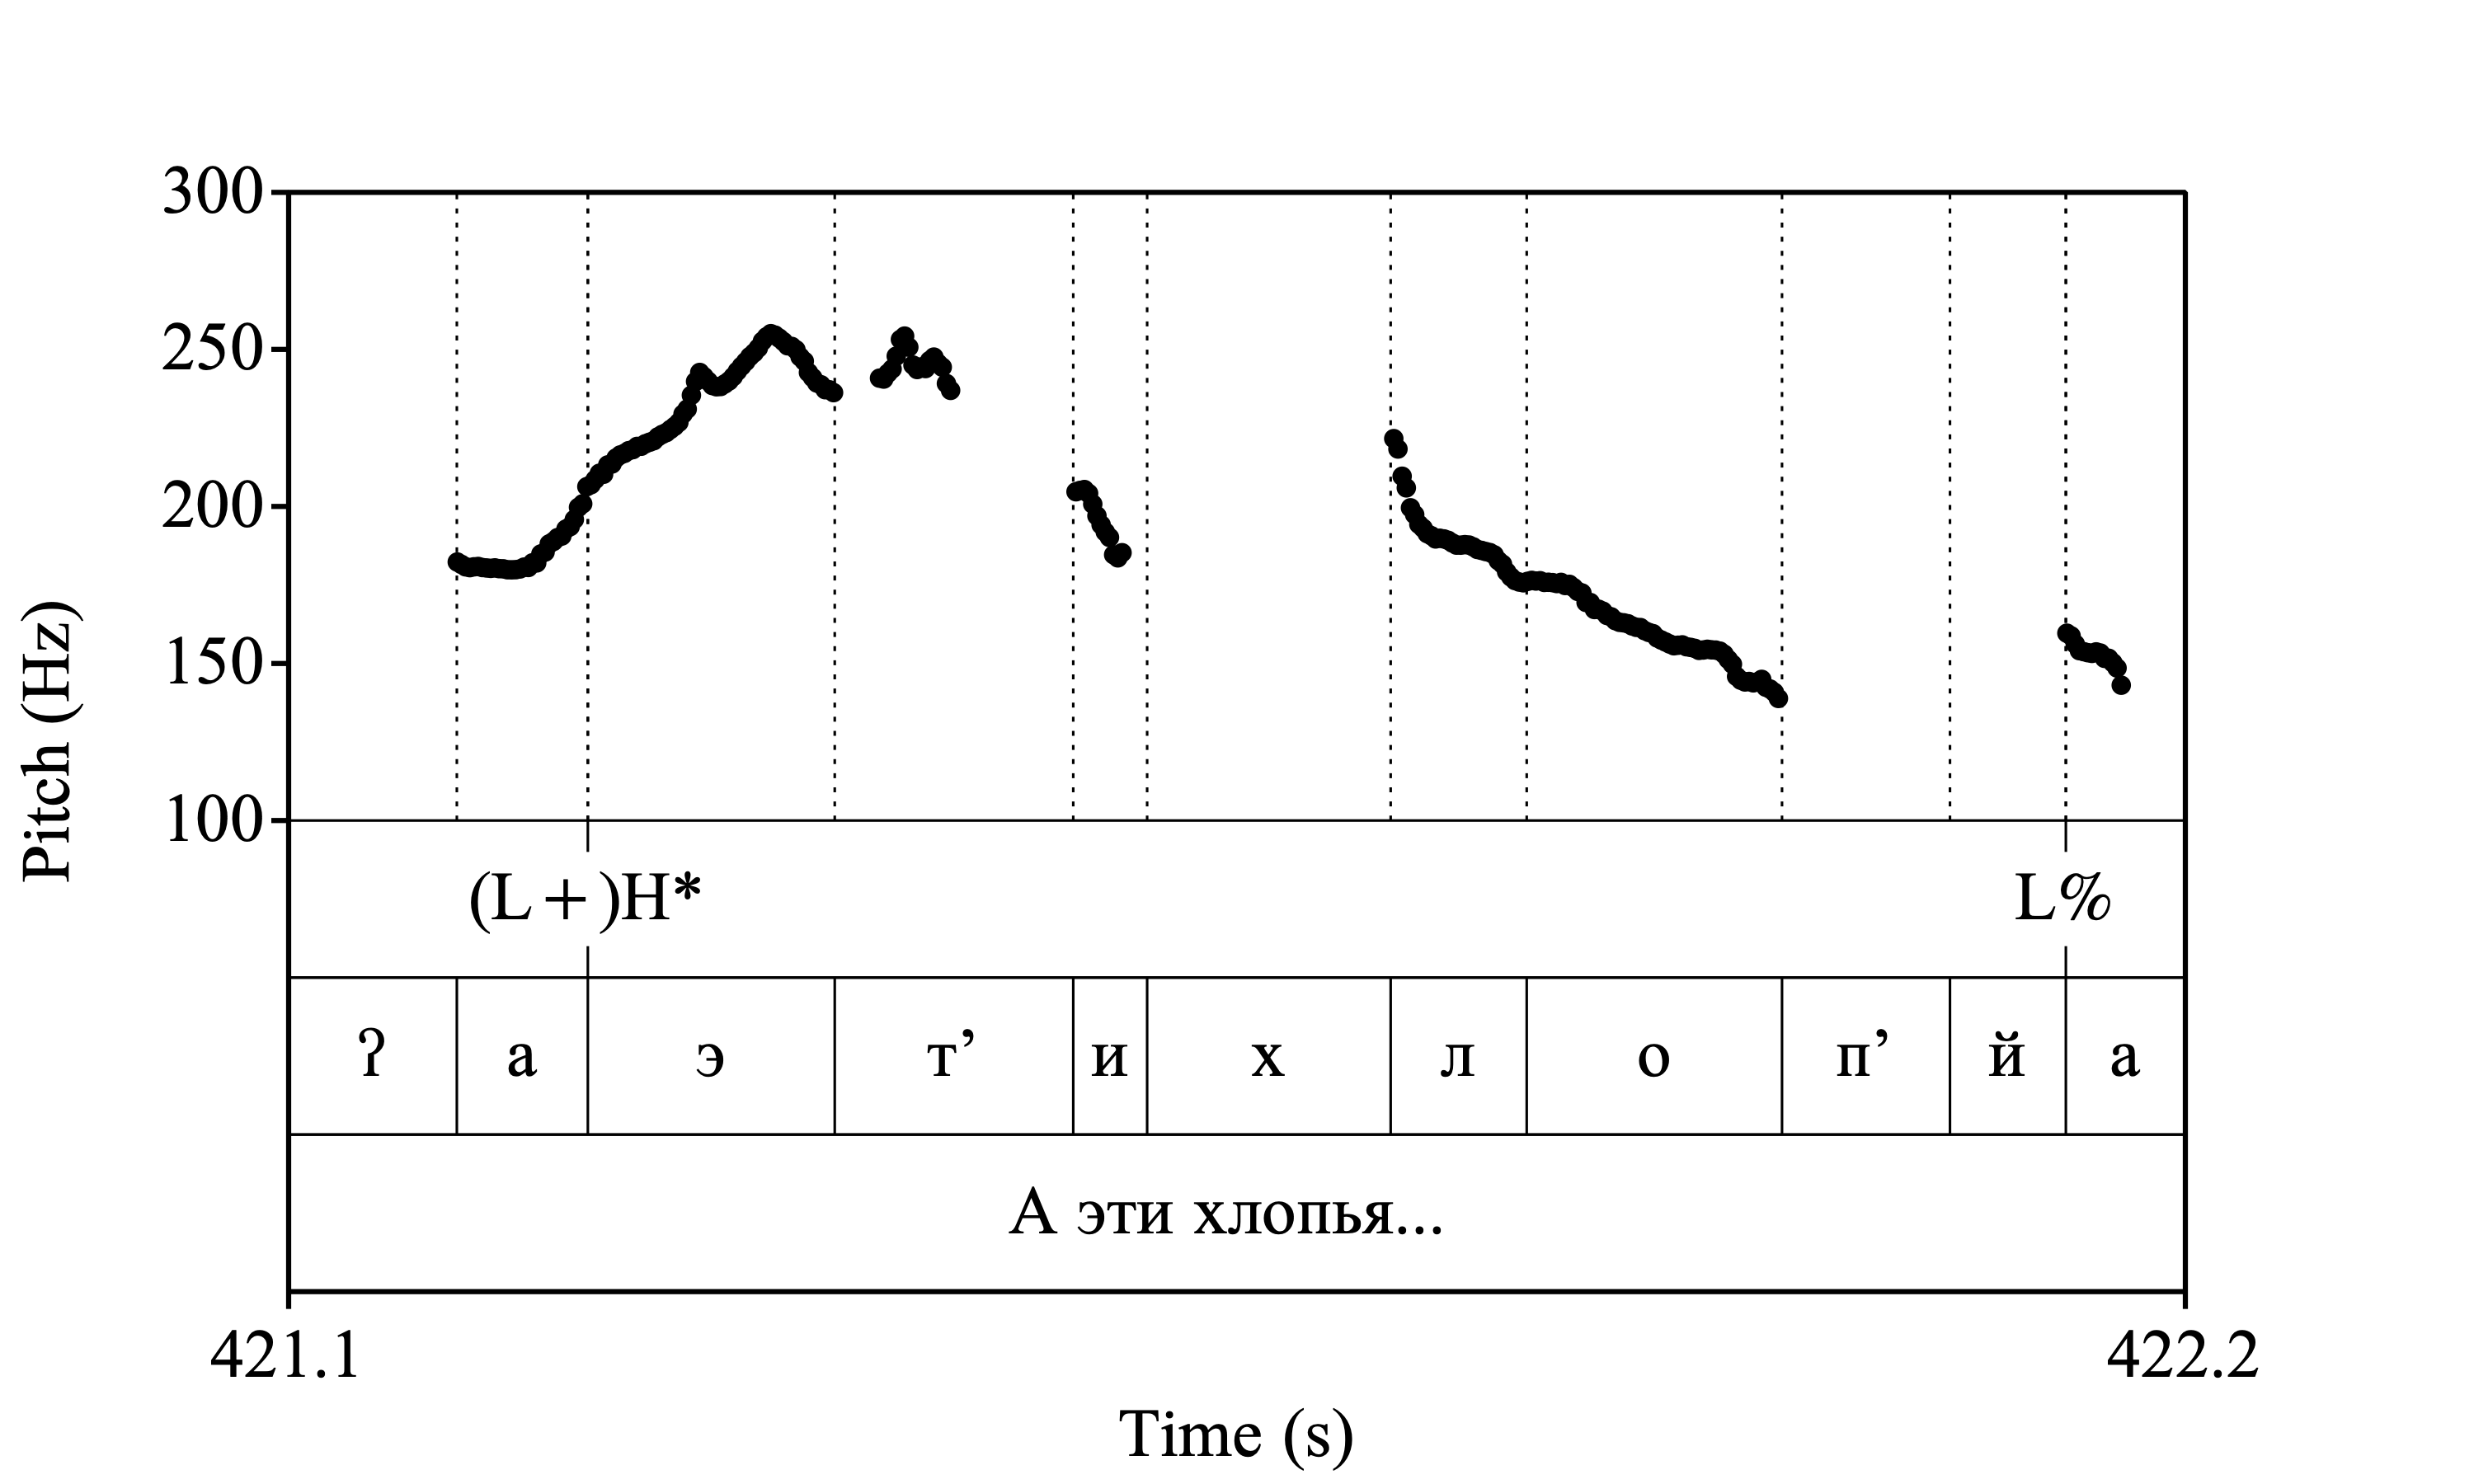 300
250
200
150
100
Pitch (Hz)
(L+)H* L%
ʔ а э т’ и х л о п’ й а
А эти хлопья...
421.1 422.2
Time (s)